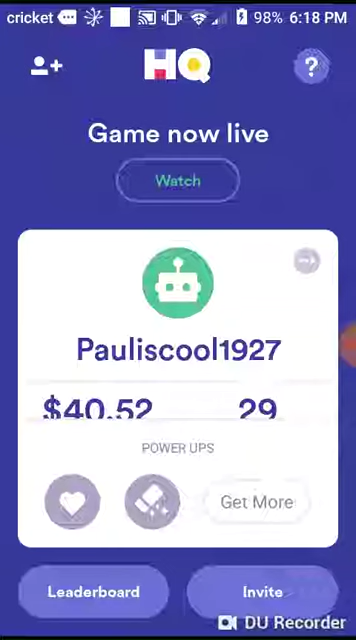 cricket 98% 6:18 PM
HQ
?
Game now live
Watch
Pauliscool1927
$40.52 29
POWER UPS
Get More
Leaderboard Invite
DU Recorder